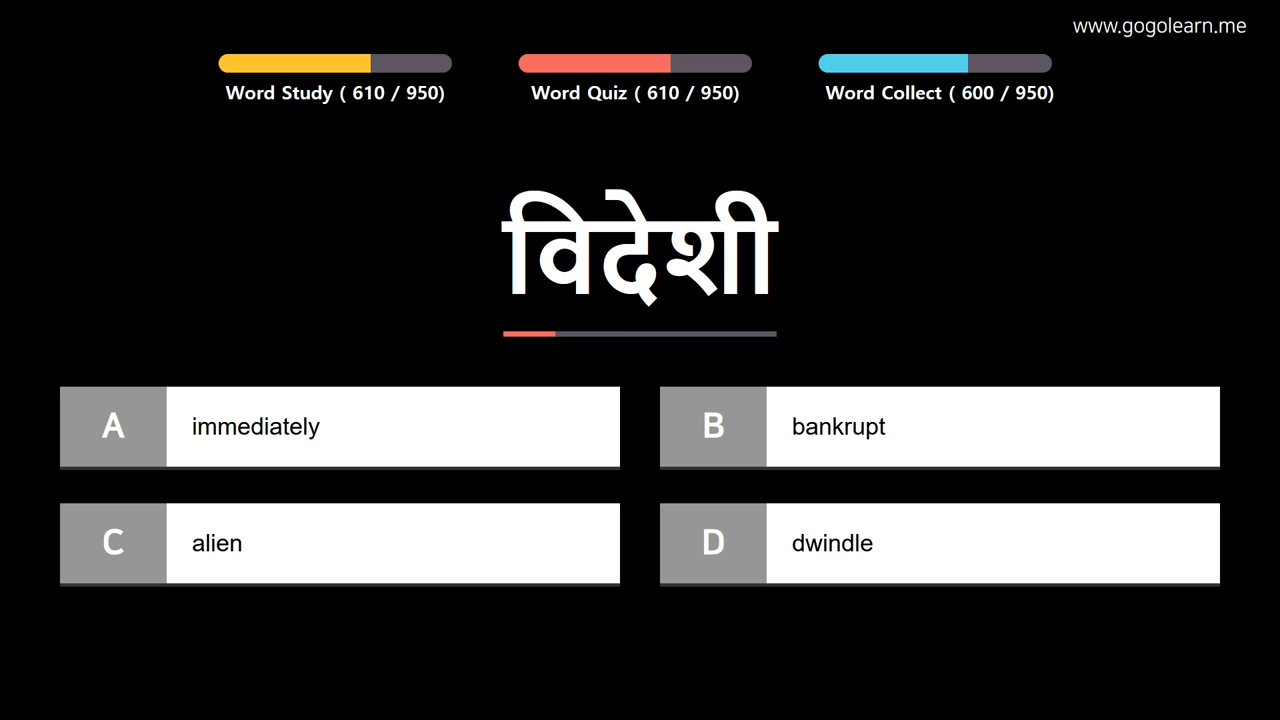 www.gogolearn.me
Word Study ( 610 / 950)
Word Quiz ( 610 / 950)
Word Collect ( 600 / 950)
विदेशी
A immediately
B bankrupt
C alien
D dwindle